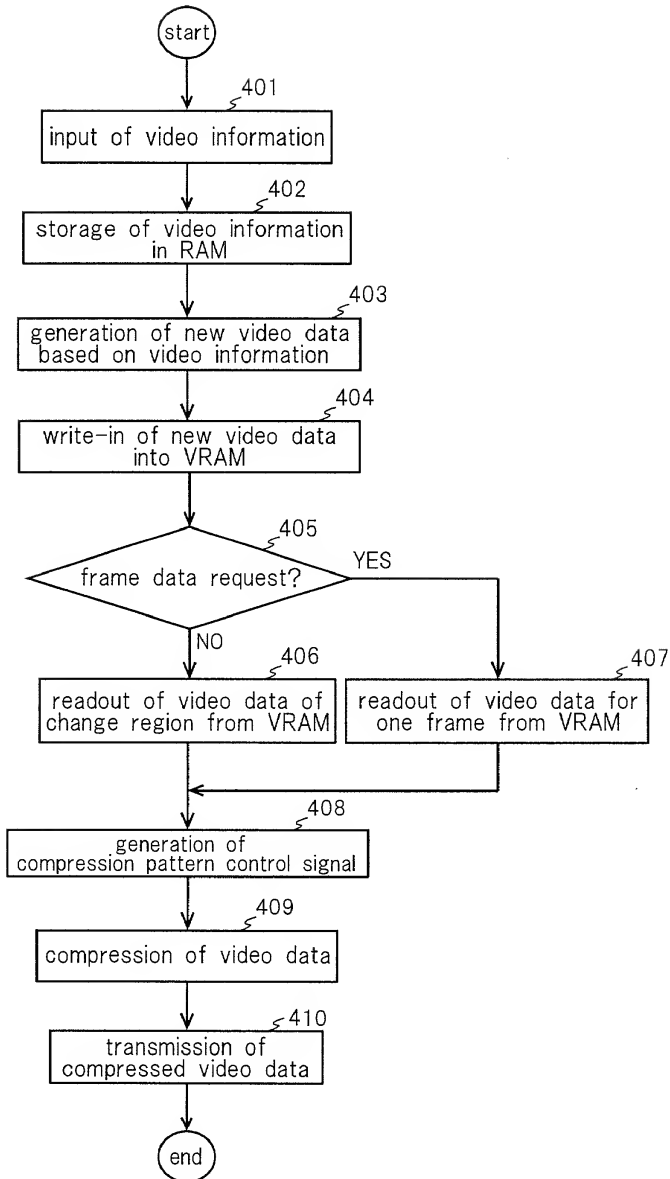 start
401
input of video information
402
storage of video information
in RAM
403
generation of new video data
based on video information
404
write-in of new video data
into VRAM
405
frame data request?
YES
NO
406
readout of video data of
change region from VRAM
407
readout of video data for
one frame from VRAM
408
generation of
compression pattern control signal
409
compression of video data
410
transmission of
compressed video data
end